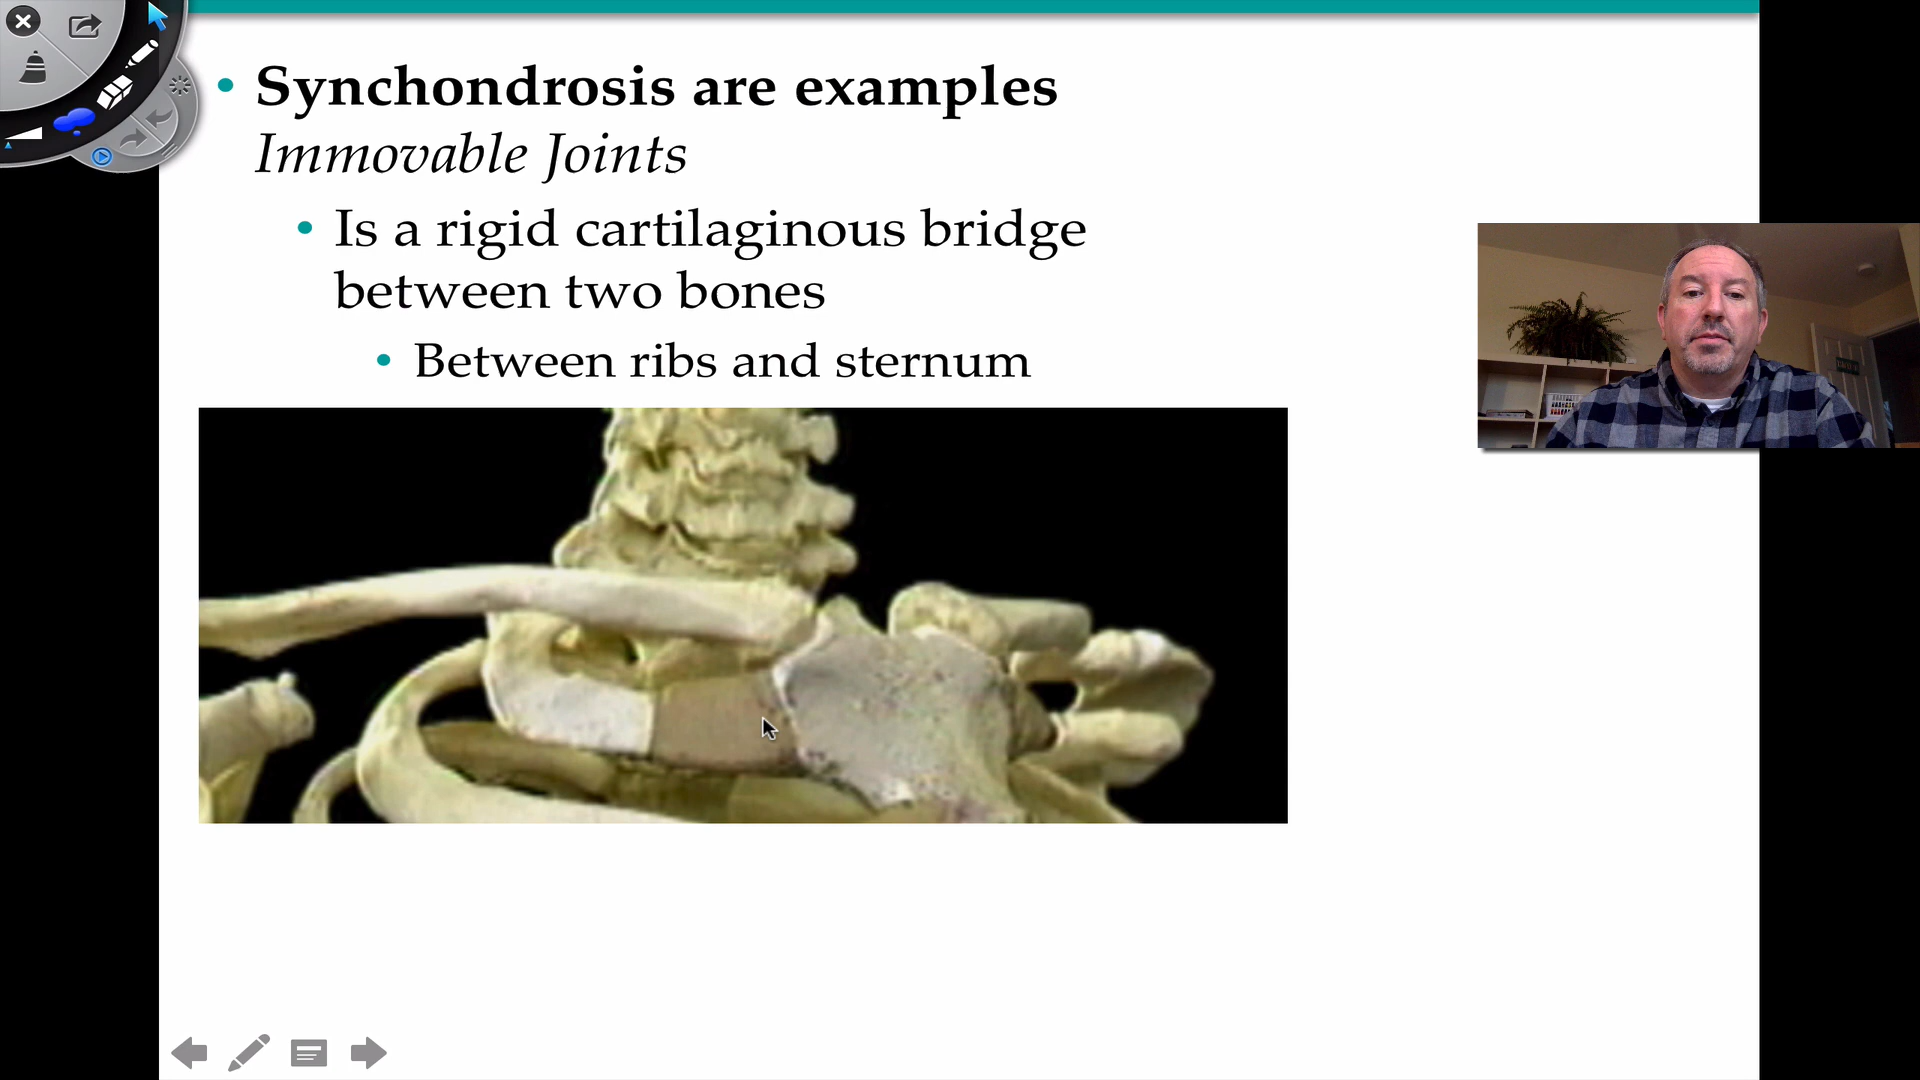 Synchondrosis are examples
Immovable Joints
Is a rigid cartilaginous bridge
between two bones
Between ribs and sternum